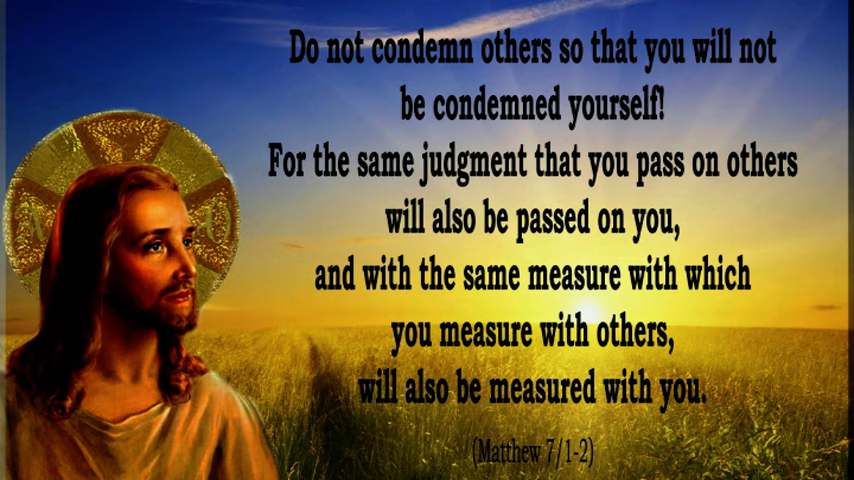 Do not condemn others so that you will not
be condemned yourself!
For the same judgment that you pass on others
will also be passed on you,
and with the same measure with which
you measure with others,
will also be measured with you.
(Matthew 7/1-2)